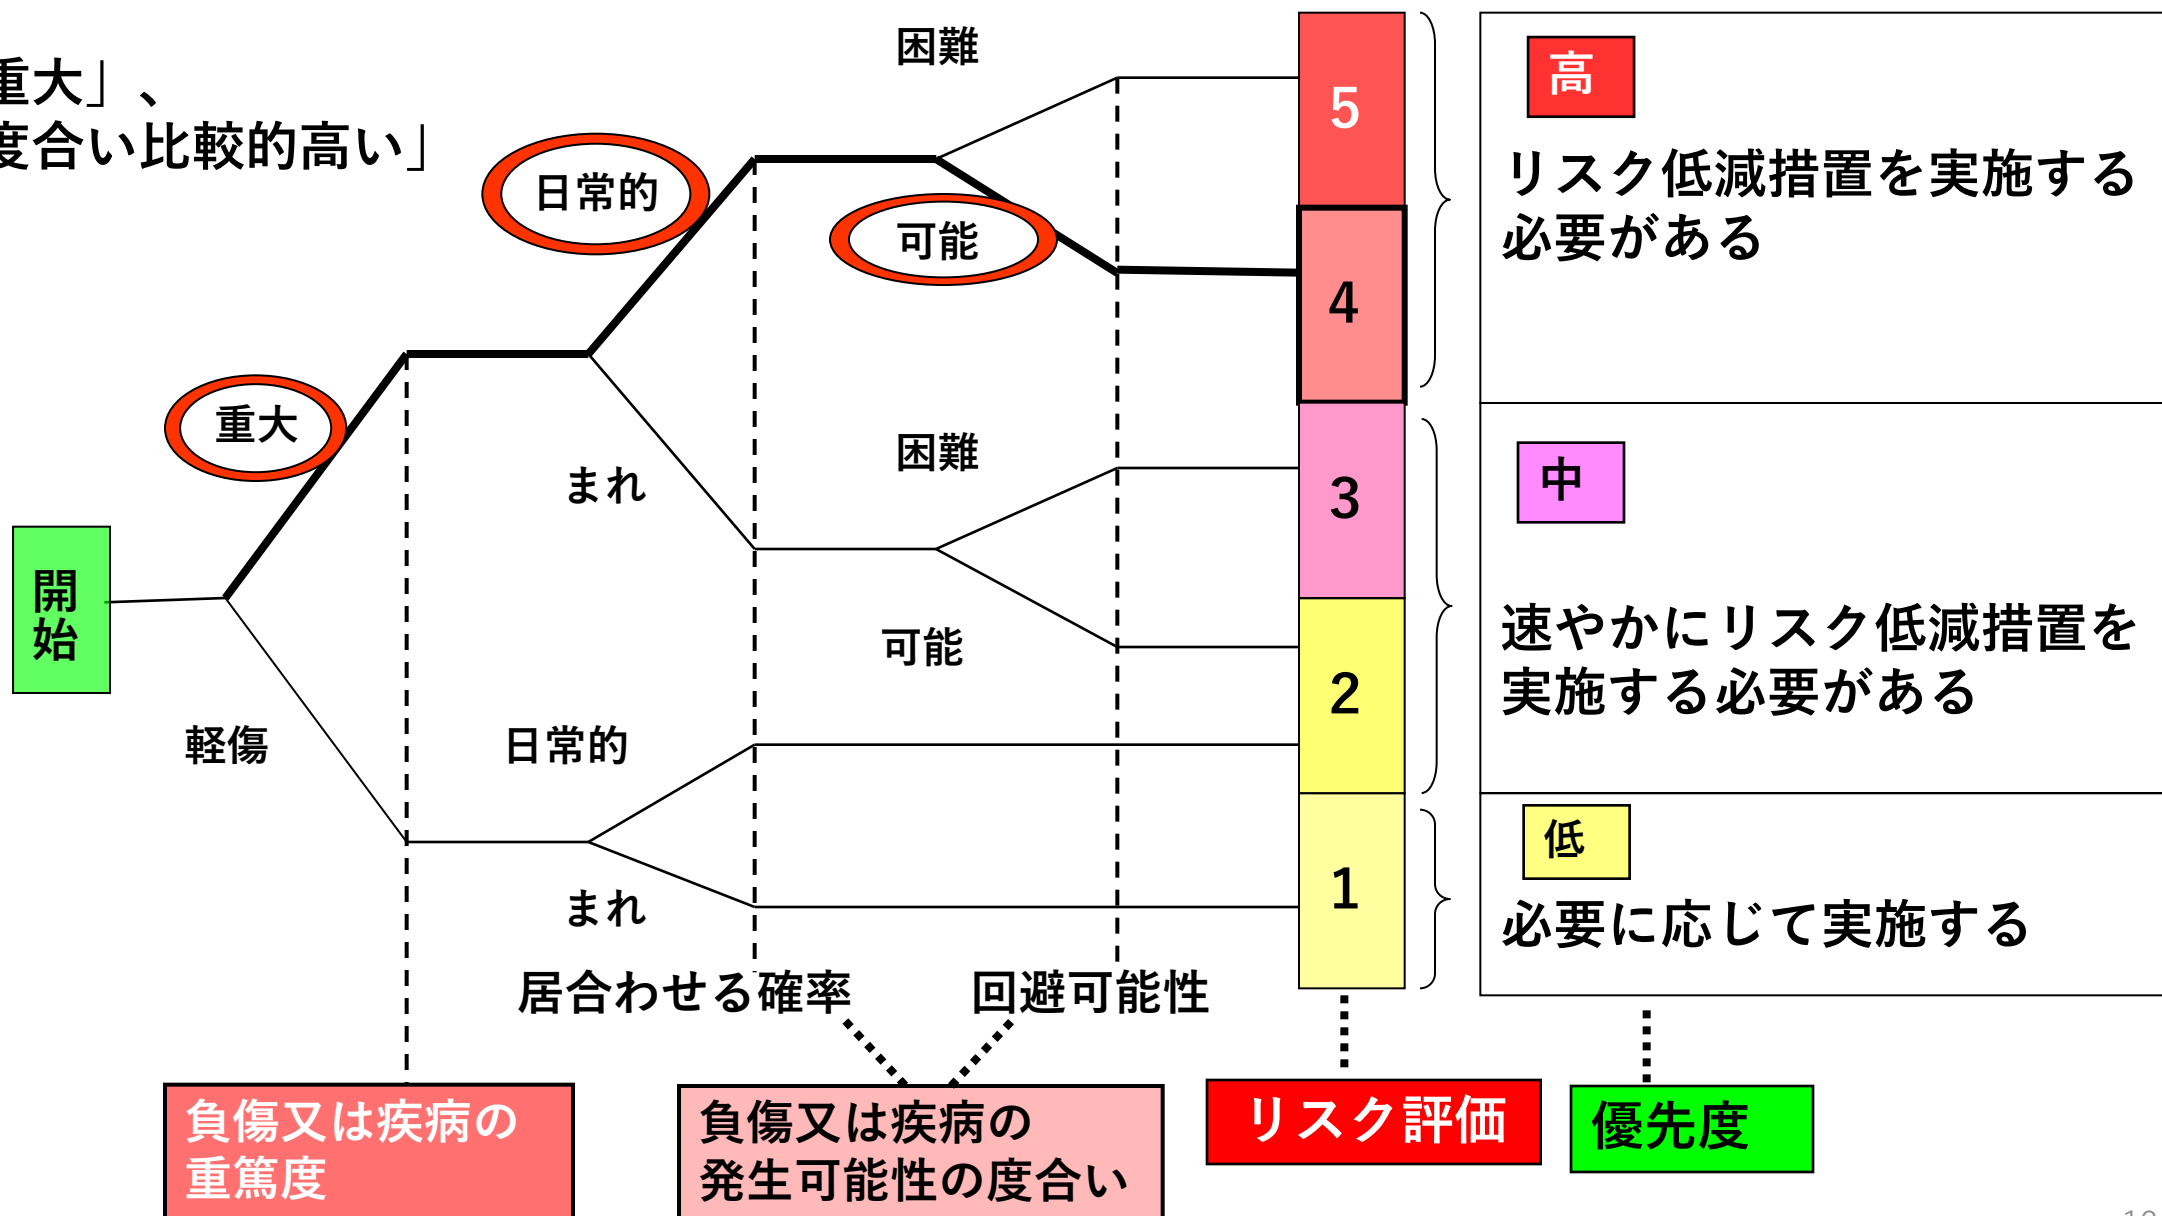 重大」、
度合い比較的高い」
困難
日常的
可能
重大
まれ
困難
可能
開始
軽傷
日常的
まれ
居合わせる確率
回避可能性
5
4
3
2
1
高
リスク低減措置を実施する
必要がある
中
速やかにリスク低減措置を
実施する必要がある
低
必要に応じて実施する
負傷又は疾病の
重篤度
負傷又は疾病の
発生可能性の度合い
リスク評価
優先度